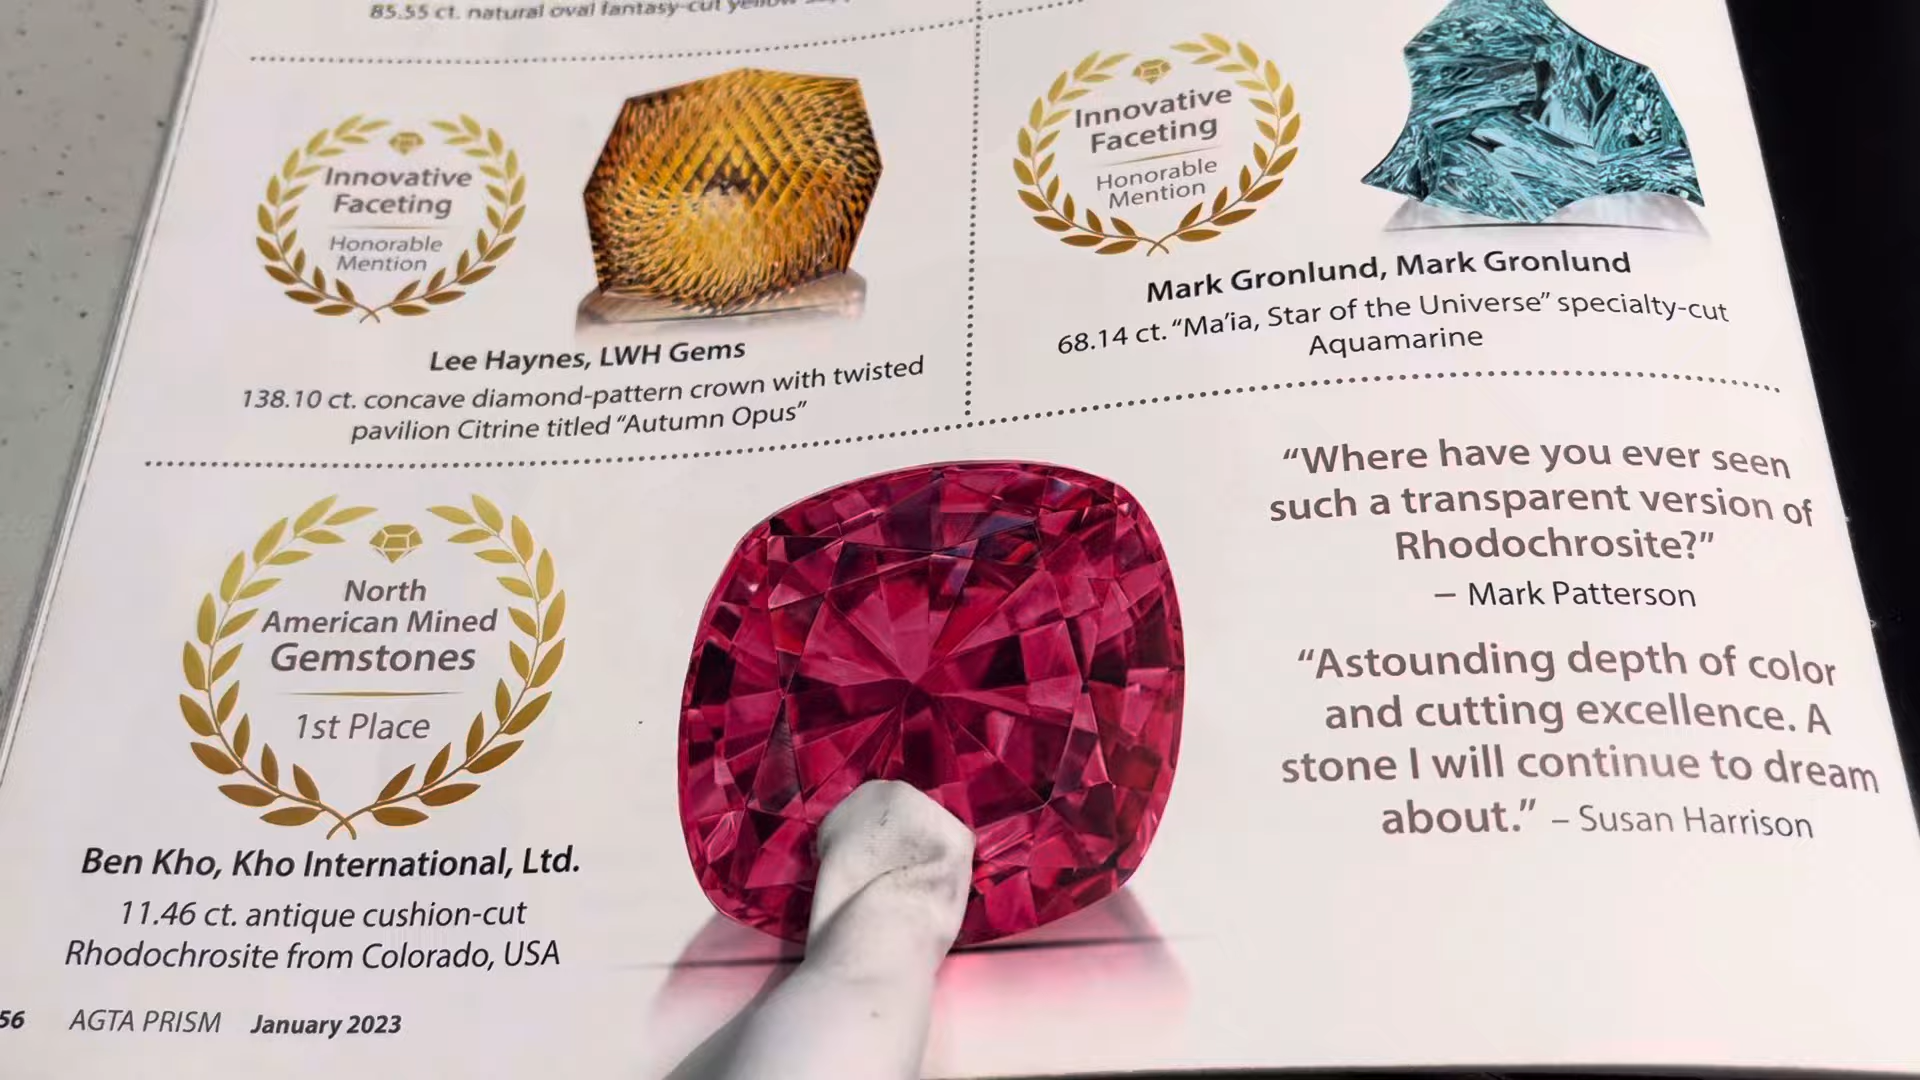 85.55 ct. natural oval fantasy-cut yellow
Innovative
Faceting
Honorable
Mention
Lee Haynes, LWH Gems
138.10 ct. concave diamond-pattern crown with twisted
pavilion Citrine titled “Autumn Opus”
Innovative
Faceting
Honorable
Mention
Mark Gronlund, Mark Gronlund
68.14 ct. “Ma’ia, Star of the Universe” specialty-cut
Aquamarine
North
American Mined
Gemstones
1st Place
Ben Kho, Kho International, Ltd.
11.46 ct. antique cushion-cut
Rhodochrosite from Colorado, USA
“Where have you ever seen
such a transparent version of
Rhodochrosite?”
– Mark Patterson
“Astounding depth of color
and cutting excellence. A
stone I will continue to dream
about.” – Susan Harrison
56 AGTA PRISM January 2023